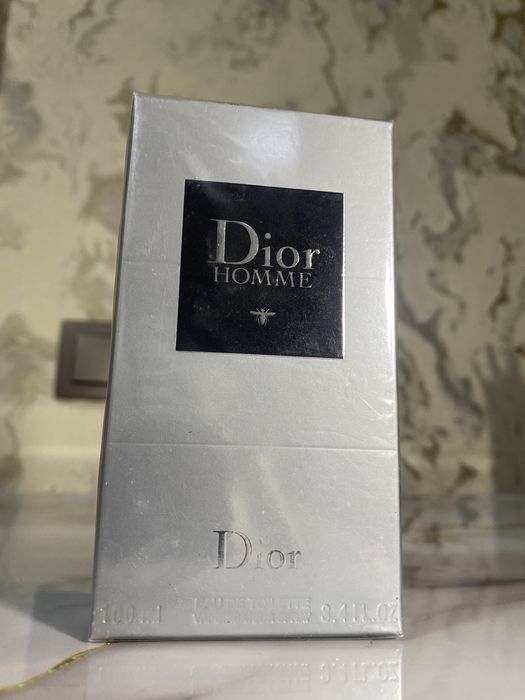 Dior
HOMME
Dior
100ml EAU DE TOILETTE 3.4 FL.OZ